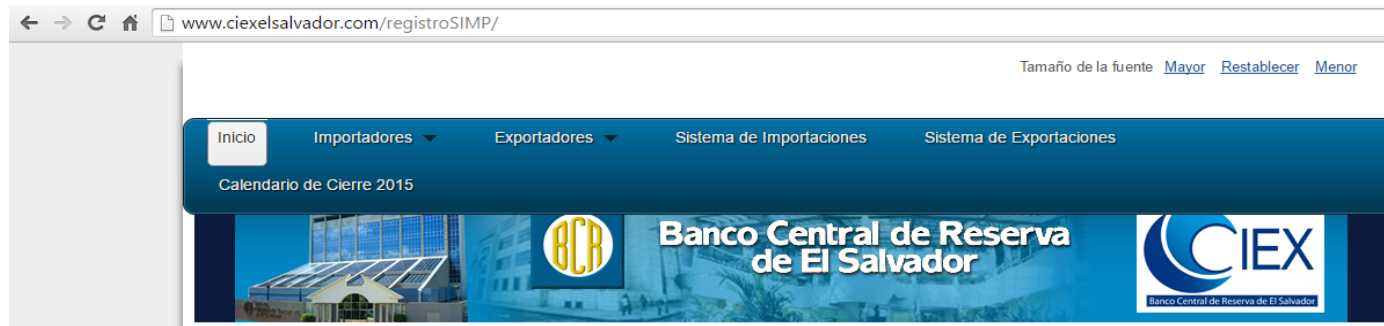 www.ciexelsalvador.com/registroSIMP/
Tamaño de la fuente Mayor Restablecer Menor
Inicio Importadores Exportadores Sistema de Importaciones Sistema de Exportaciones
Calendario de Cierre 2015
BCR
Banco Central de Reserva
de El Salvador
CIEX
Banco Central de Reserva de El Salvador